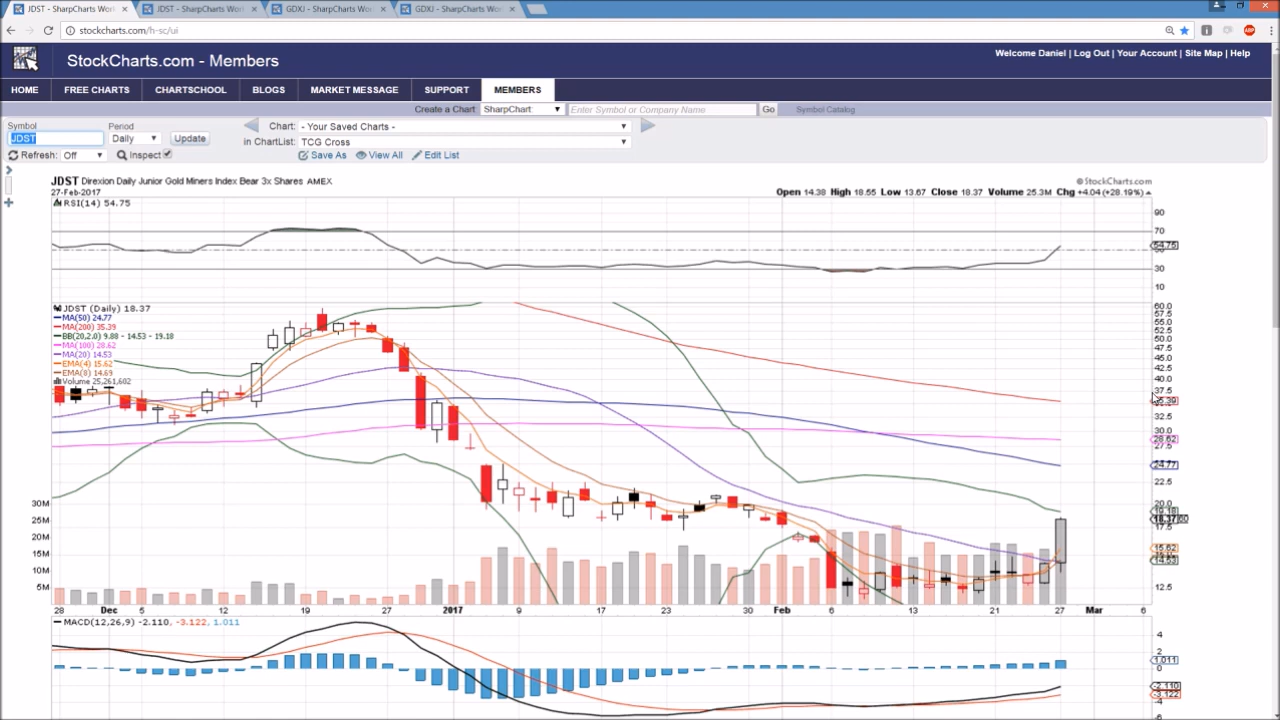 JDST - SharpCharts Wor
JDST - SharpCharts Wor
GDXJ - SharpCharts Wor
GDXJ - SharpCharts Wor
stockcharts.com/h-sc/ui
StockCharts.com - Members
Welcome Daniel | Log Out | Your Account | Site Map | Help
HOME FREE CHARTS CHARTSCHOOL BLOGS MARKET MESSAGE SUPPORT MEMBERS
Create a Chart SharpChart Enter Symbol or Company Name Go Symbol Catalog
Symbol Period
JDST Daily Update
Chart: - Your Saved Charts -
in ChartList: TCG Cross
Refresh: Off Inspect
Save As View All Edit List
JDST Direxion Daily Junior Gold Miners Index Bear 3x Shares AMEX
© StockCharts.com
27-Feb-2017
Open 14.38 High 18.55 Low 13.67 Close 18.37 Volume 25.3M Chg +4.04 (+28.19%)
RSI(14) 54.75
90
70
54.75
30
10
JDST (Daily) 18.37
MA(50) 24.77
MA(200) 35.39
BB(20,2.0) 9.88 - 14.53 - 19.18
MA(100) 28.62
MA(20) 14.53
EMA(4) 15.62
EMA(8) 14.69
Volume 25,261,602
60.0
57.5
55.0
52.5
50.0
47.5
45.0
42.5
40.0
37.5
32.5
30.0
28.62
27.5
24.77
22.5
20.0
19.18
17.5
15.62
14.53
12.5
30M
25M
20M
15M
10M
5M
28 Dec 5 12 19 27 2017 9 17 23 30 Feb 6 13 21 27 Mar 6
MACD(12,26,9) -2.110, -3.122, 1.011
4
2
1.011
0
-2.110
-3.122
-4
-6